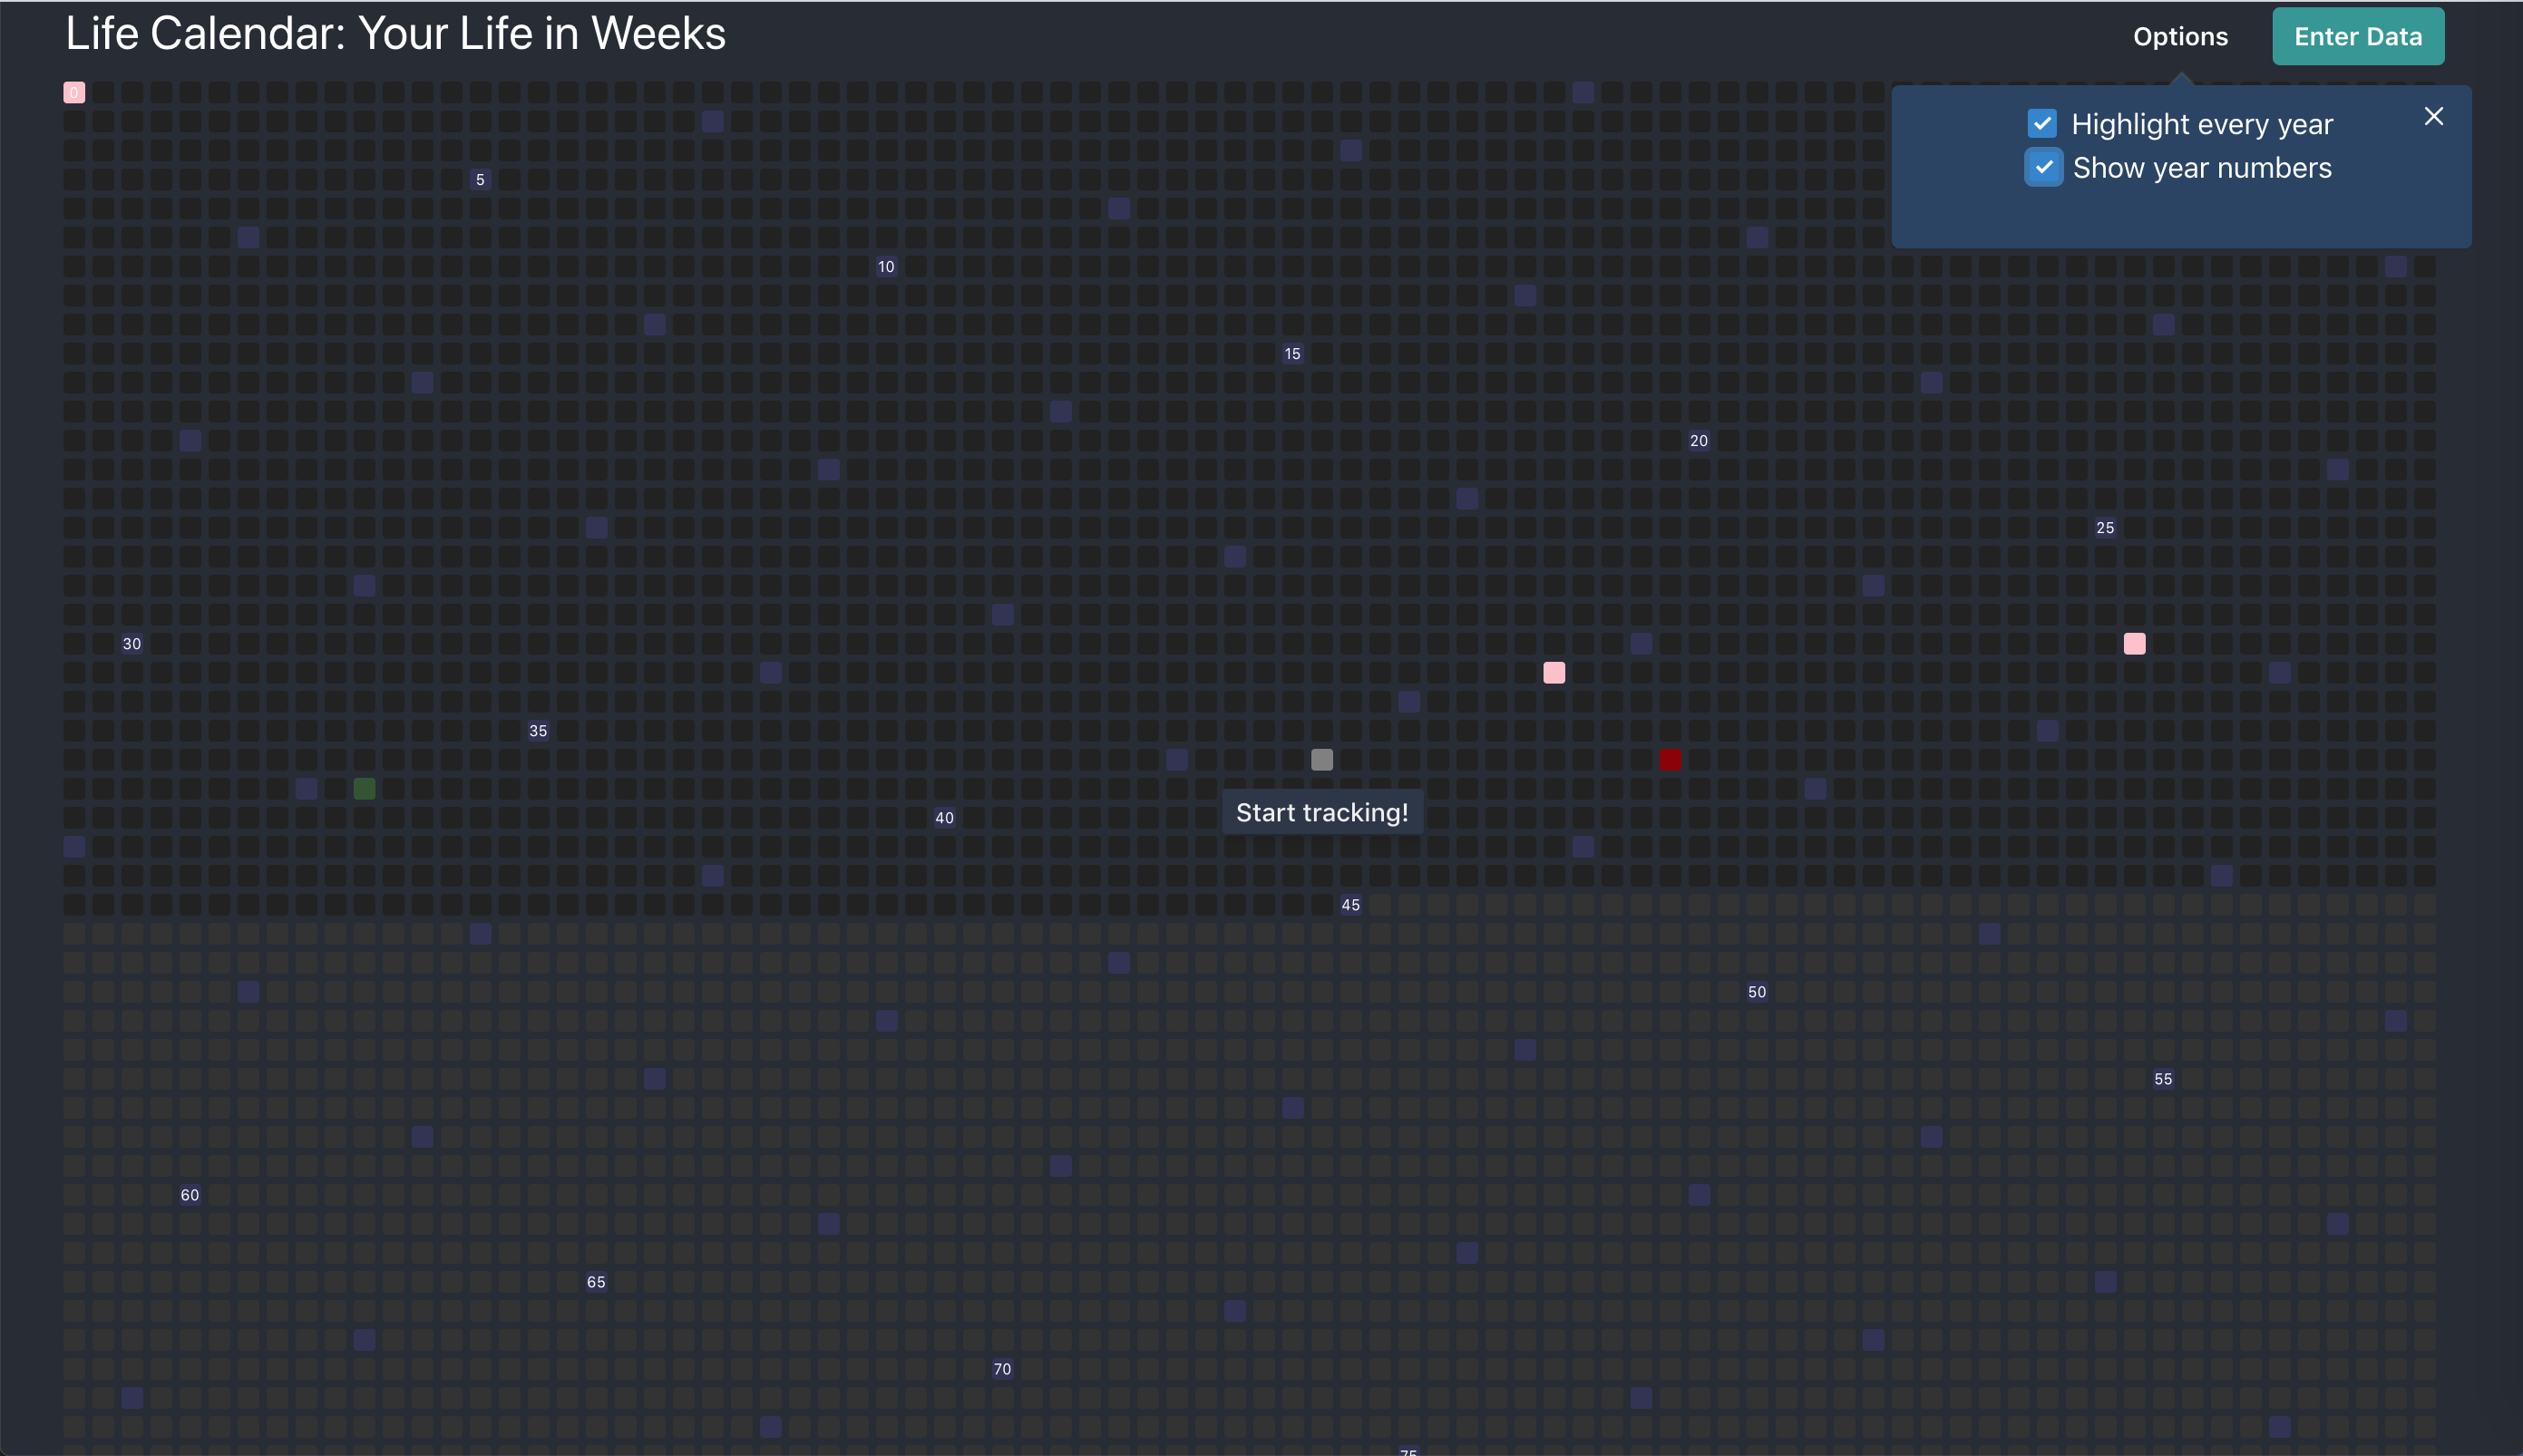 Life Calendar: Your Life in Weeks
Options
Enter Data
0
Highlight every year
Show year numbers
5
10
15
20
25
30
35
Start tracking!
40
45
50
55
60
65
70
75